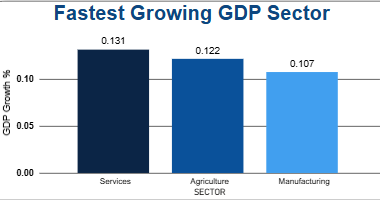 Fastest Growing GDP Sector
0.131
0.122
0.107
GDP Growth %
0.10
0.05
0.00
Services
Agriculture
Manufacturing
SECTOR